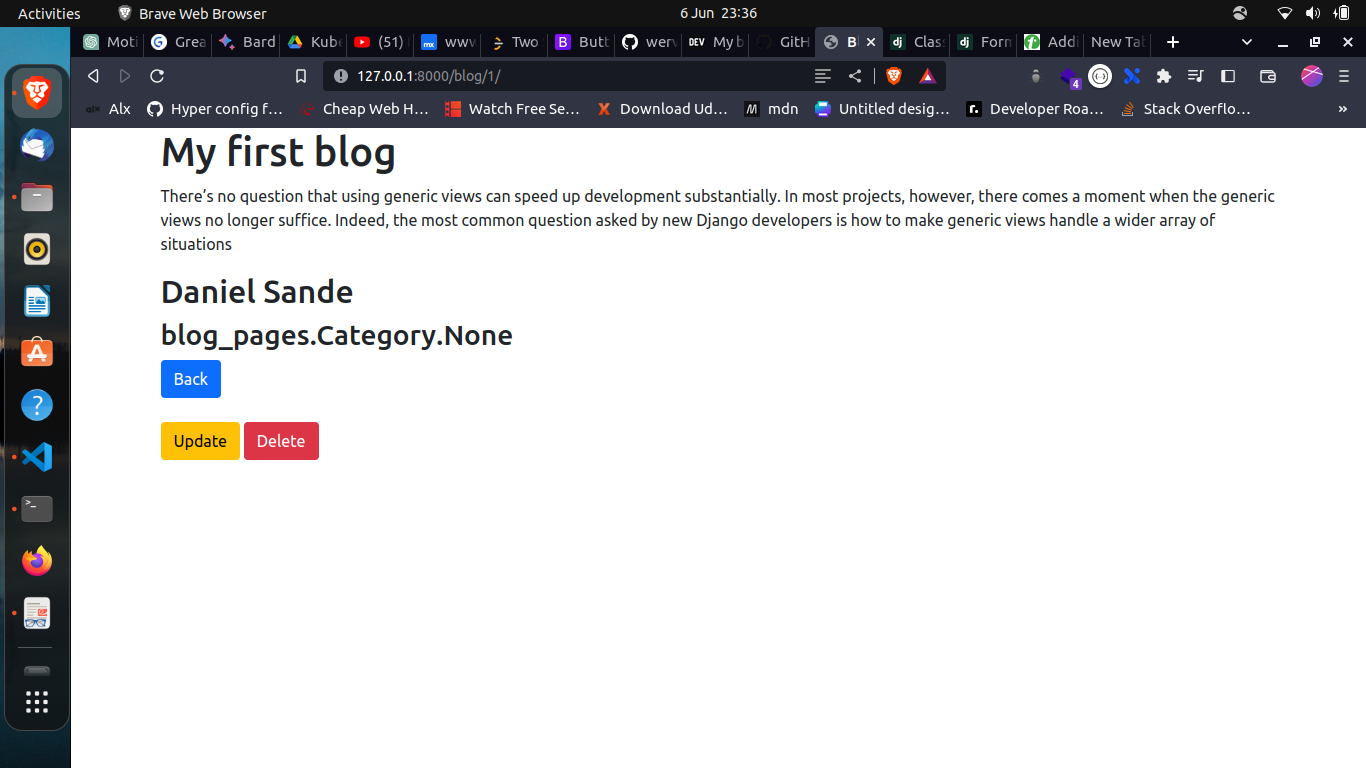 Activities Brave Web Browser 6 Jun 23:36
Moti Grea Bard Kube (51) www Two Butt wer DEV My b GitH B Clas Forn Addi New Tab
127.0.0.1:8000/blog/1/ 4
Alx Hyper config f… Cheap Web H… Watch Free Se… Download Ud… mdn Untitled desig… Developer Roa… Stack Overflo… »
My first blog
There’s no question that using generic views can speed up development substantially. In most projects, however, there comes a moment when the generic
views no longer suffice. Indeed, the most common question asked by new Django developers is how to make generic views handle a wider array of
situations
Daniel Sande
blog_pages.Category.None
Back
Update Delete